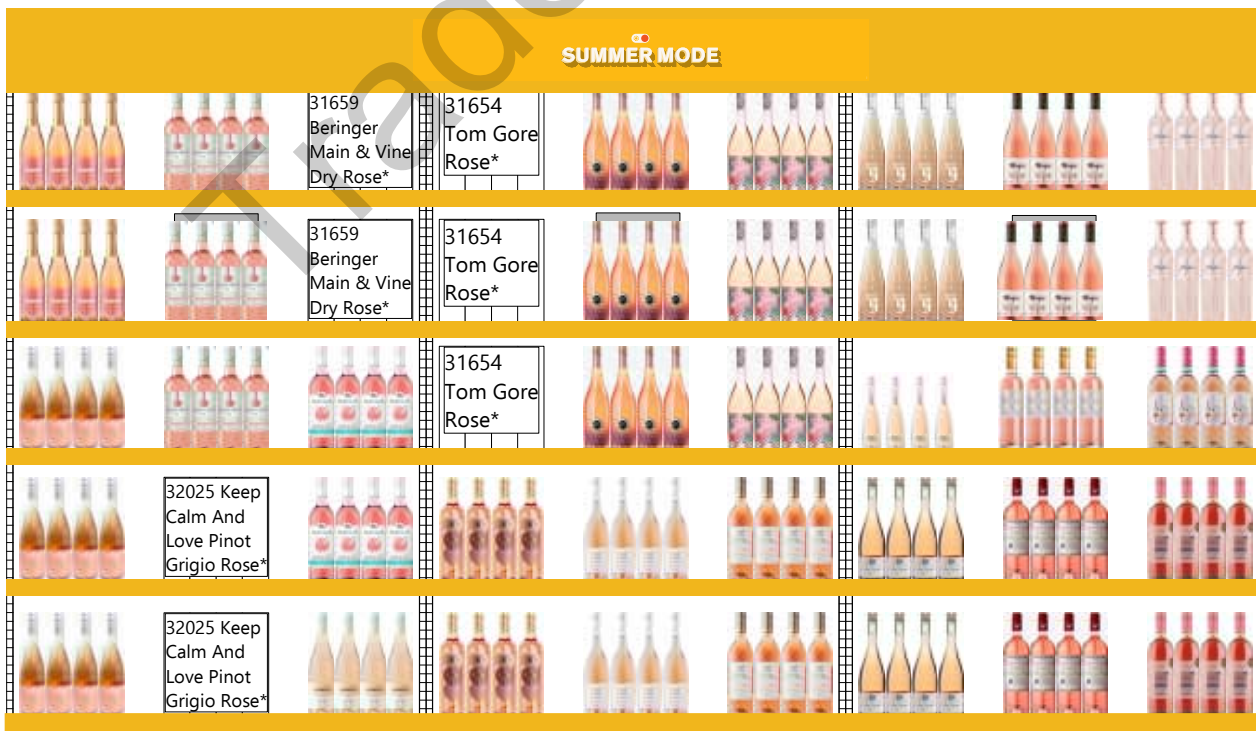 SUMMER MODE
31659
Beringer
Main & Vine
Dry Rose*
31654
Tom Gore
Rose*
31659
Beringer
Main & Vine
Dry Rose*
31654
Tom Gore
Rose*
31654
Tom Gore
Rose*
32025 Keep
Calm And
Love Pinot
Grigio Rose*
32025 Keep
Calm And
Love Pinot
Grigio Rose*